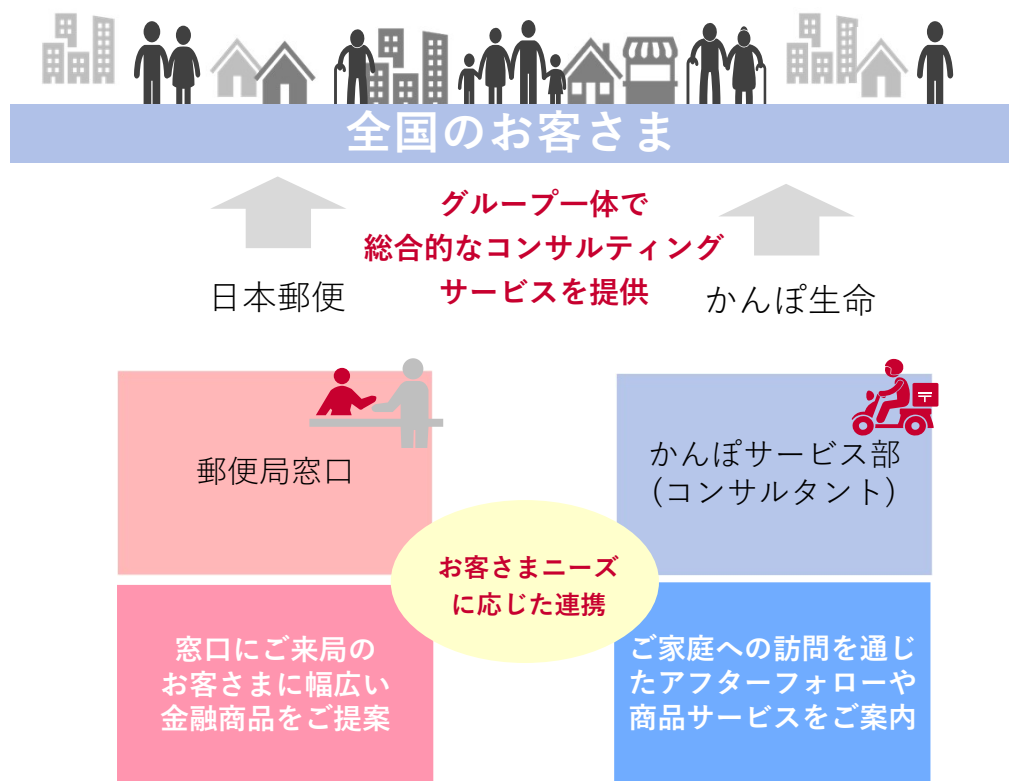 全国のお客さま
グループ一体で
総合的なコンサルティング
サービスを提供
日本郵便
かんぽ生命
郵便局窓口
かんぽサービス部
(コンサルタント)
〒
お客さまニーズ
に応じた連携
窓口にご来局の
お客さまに幅広い
金融商品をご提案
ご家庭への訪問を通じ
たアフターフォローや
商品サービスをご案内